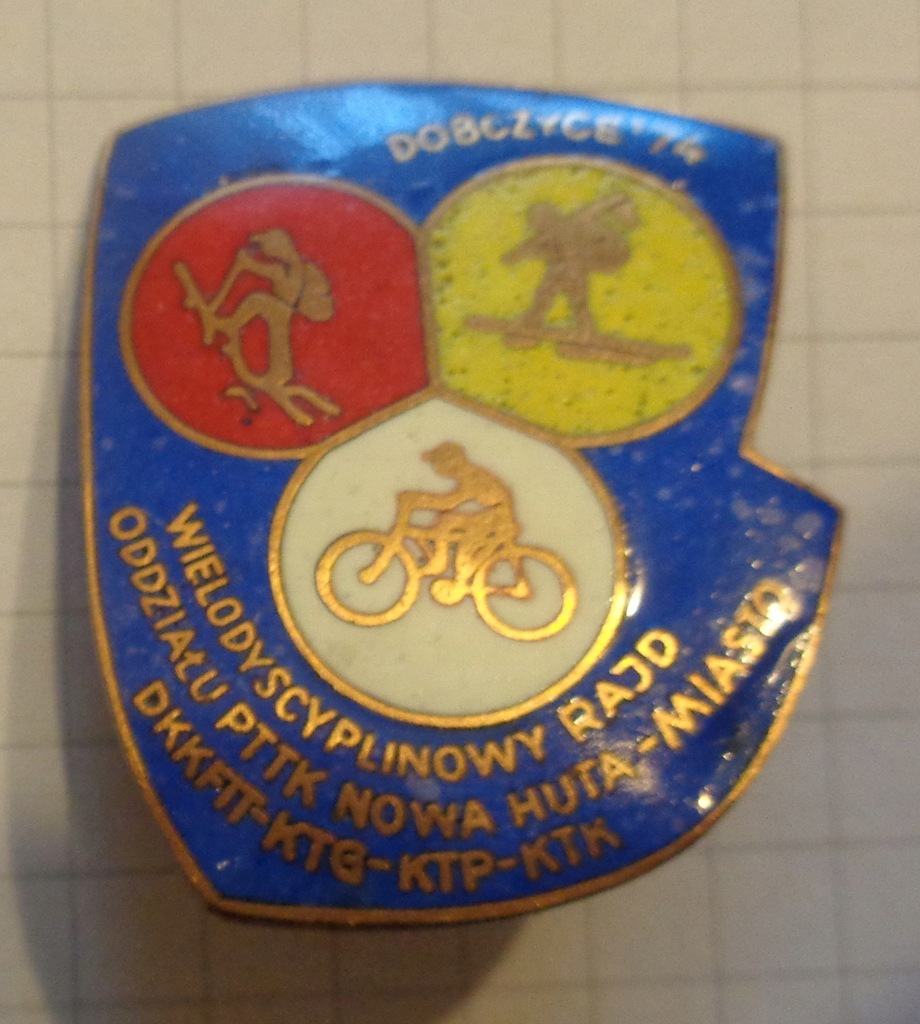 DOBCZYCE '74
WIELODYSCYPLINOWY RAJD
ODDZIAŁU PTTK NOWA HUTA-MIASTO
DKKFiT-KTG-KTP-KTK